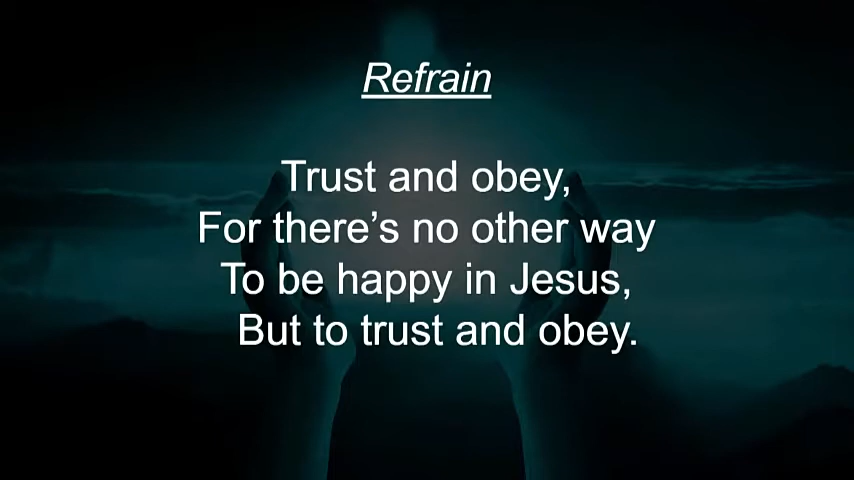 Refrain
Trust and obey,
For there’s no other way
To be happy in Jesus,
But to trust and obey.